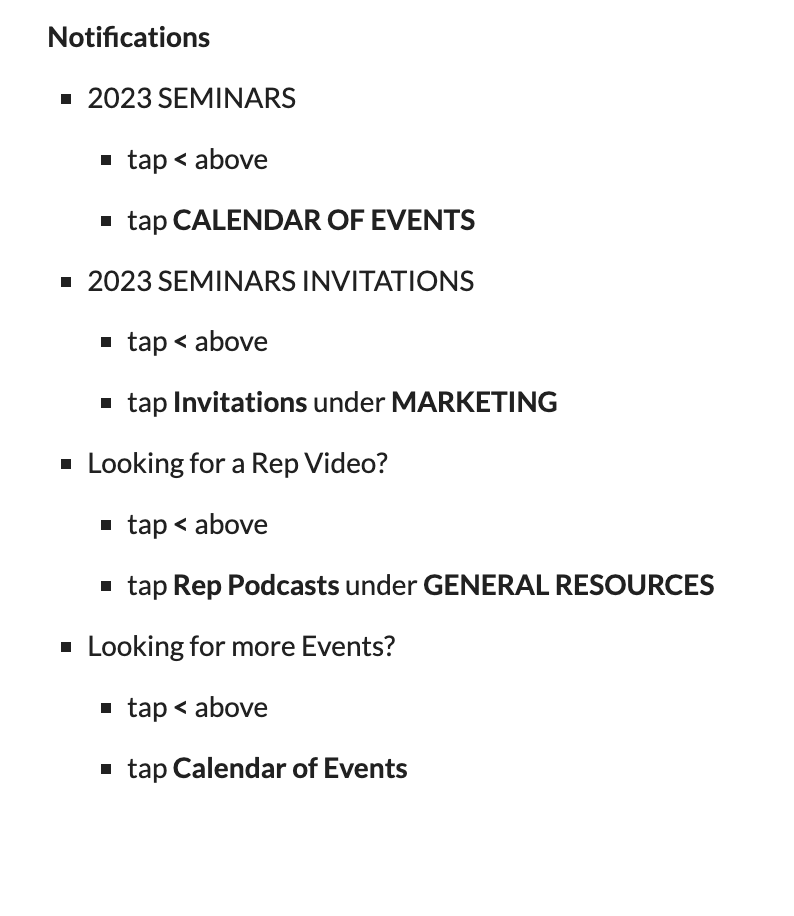 Notifications
2023 SEMINARS
tap < above
tap CALENDAR OF EVENTS
2023 SEMINARS INVITATIONS
tap < above
tap Invitations under MARKETING
Looking for a Rep Video?
tap < above
tap Rep Podcasts under GENERAL RESOURCES
Looking for more Events?
tap < above
tap Calendar of Events